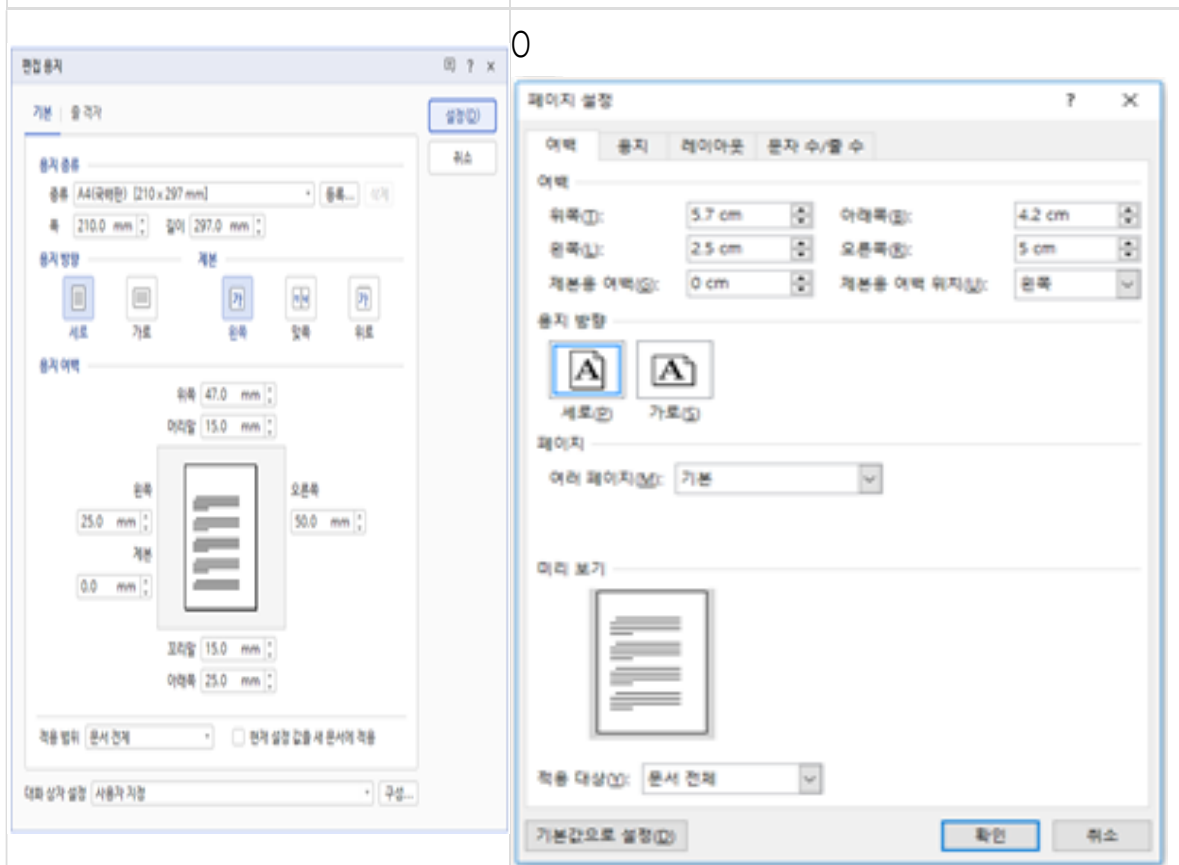 0
편집 용지 ? x
기본 | 줄 격자
설정(D)
취소
용지 종류
종류 A4(국배판) [210 x 297 mm] 등록... 삭제
폭 210.0 mm 길이 297.0 mm
용지 방향 제본
가
가
세로 가로 왼쪽 맞쪽 위로
용지 여백
위쪽 47.0 mm
머리말 15.0 mm
왼쪽 오른쪽
25.0 mm 50.0 mm
제본
0.0 mm
꼬리말 15.0 mm
아래쪽 25.0 mm
적용 범위 문서 전체 현재 설정 값을 새 문서에 적용
대화 상자 설정 사용자 지정 구성...
페이지 설정 ? X
여백 용지 레이아웃 문자 수/줄 수
여백
위쪽(T): 5.7 cm 아래쪽(B): 4.2 cm
왼쪽(L): 2.5 cm 오른쪽(R): 5 cm
제본용 여백(G): 0 cm 제본용 여백 위치(U): 왼쪽
용지 방향
A A
세로(P) 가로(S)
페이지
여러 페이지(M): 기본
미리 보기
적용 대상(Y): 문서 전체
기본값으로 설정(D) 확인 취소